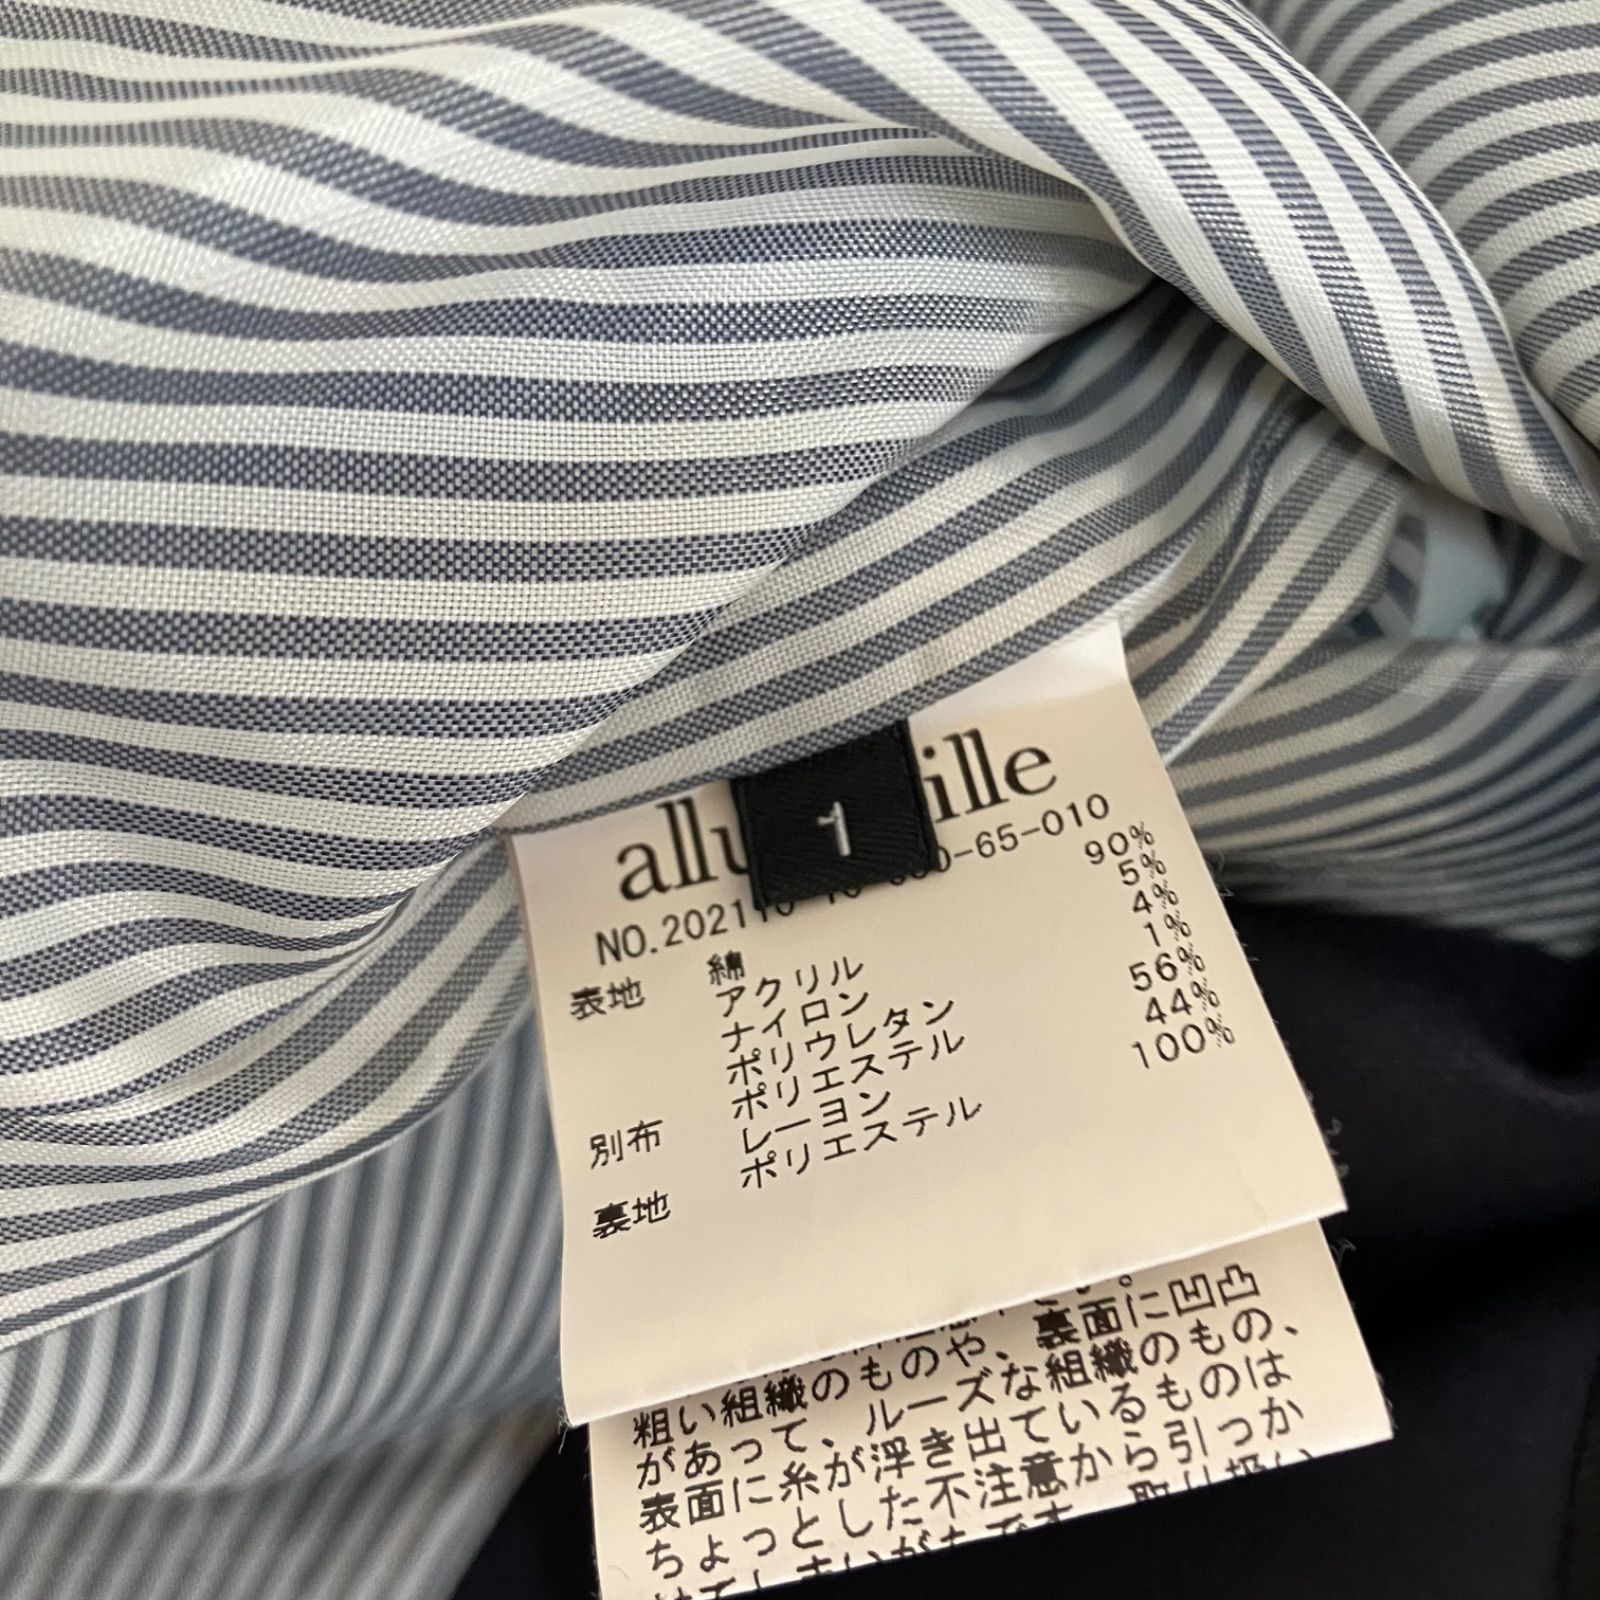 1
ille
NO.202110
-65-010
表地 綿 90%
アクリル 5%
ナイロン 4%
ポリウレタン 1%
ポリエステル 56%
別布 レーヨン 44%
裏地 ポリエステル 100%
粗い組織のものや、裏面に凹凸
があって、ルーズな組織のもの、
表面に糸が浮き出ているものは
ちょっとした不注意から引っか